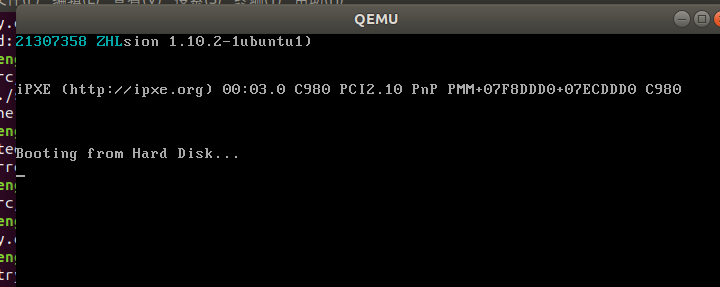 QEMU
21307358 ZHLsion 1.10.2-1ubuntu1)
iPXE (http://ipxe.org) 00:03.0 C980 PCI2.10 PnP PMM+07F8DDD0+07ECDDD0 C980
Booting from Hard Disk...